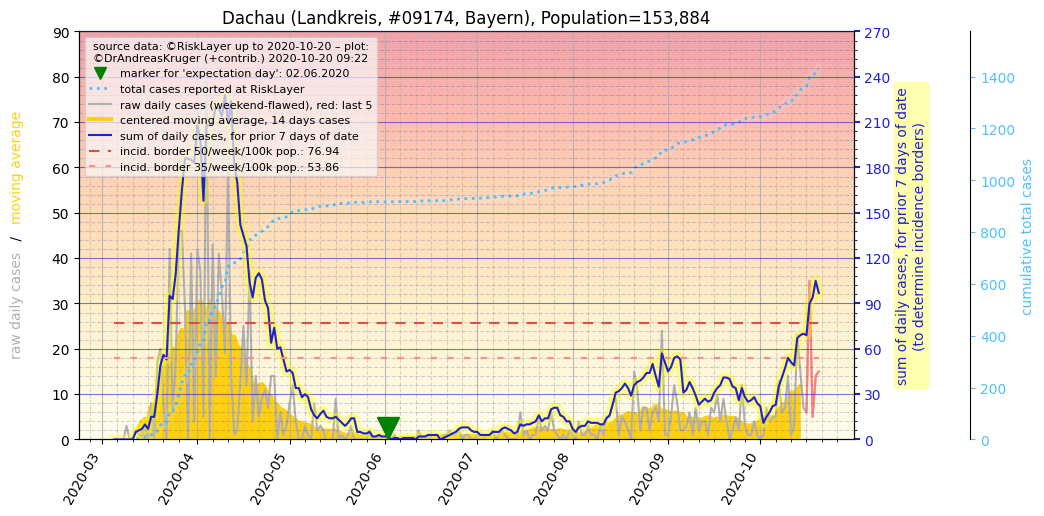 Dachau (Landkreis, #09174, Bayern), Population=153,884
source data: ©RiskLayer up to 2020-10-20 – plot:
©DrAndreasKruger (+contrib.) 2020-10-20 09:22
marker for 'expectation day': 02.06.2020
total cases reported at RiskLayer
raw daily cases (weekend-flawed), red: last 5
centered moving average, 14 days cases
sum of daily cases, for prior 7 days of date
incid. border 50/week/100k pop.: 76.94
incid. border 35/week/100k pop.: 53.86
raw daily cases / moving average
90
80
70
60
50
40
30
20
10
0
2020-03
2020-04
2020-05
2020-06
2020-07
2020-08
2020-09
2020-10
270
240
210
180
150
120
90
60
30
0
sum of daily cases, for prior 7 days of date
(to determine incidence borders)
1400
1200
1000
800
600
400
200
0
cumulative total cases